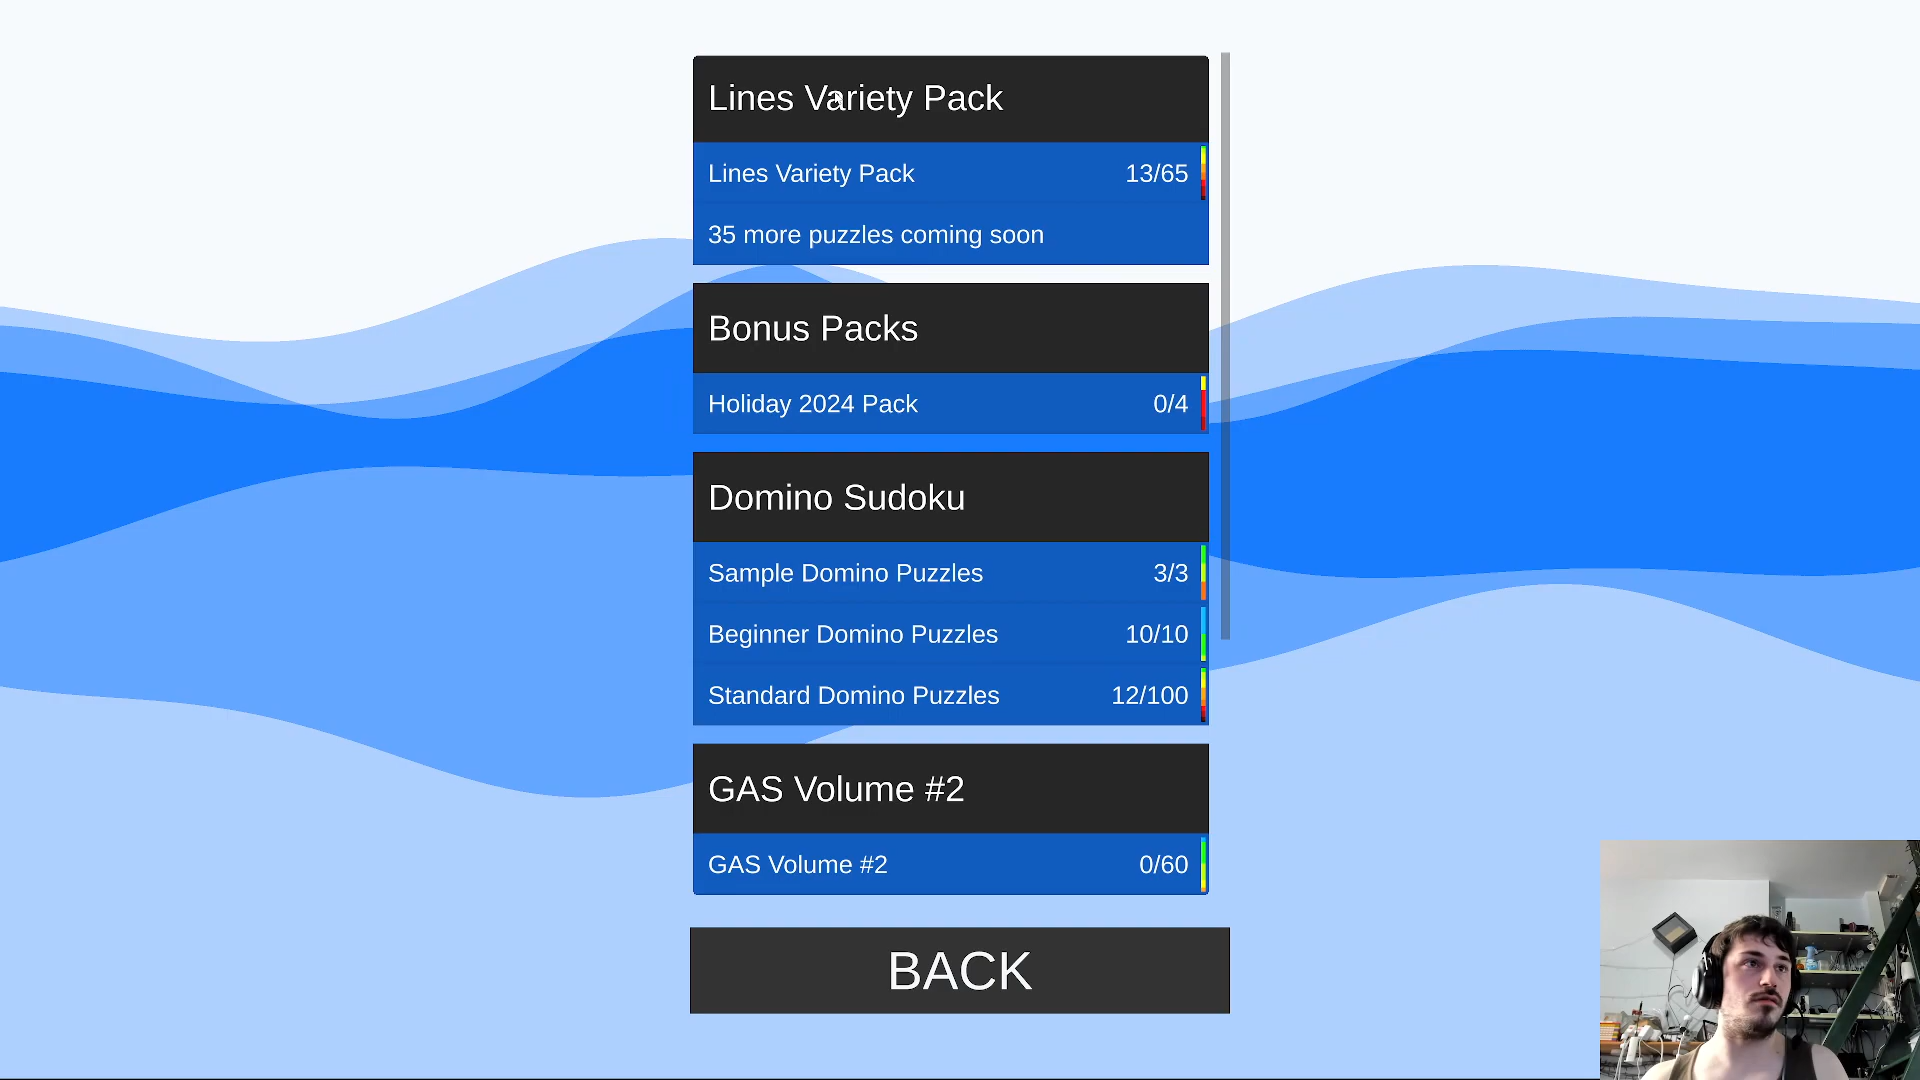 Lines Variety Pack
Lines Variety Pack 13/65
35 more puzzles coming soon
Bonus Packs
Holiday 2024 Pack 0/4
Domino Sudoku
Sample Domino Puzzles 3/3
Beginner Domino Puzzles 10/10
Standard Domino Puzzles 12/100
GAS Volume #2
GAS Volume #2 0/60
BACK